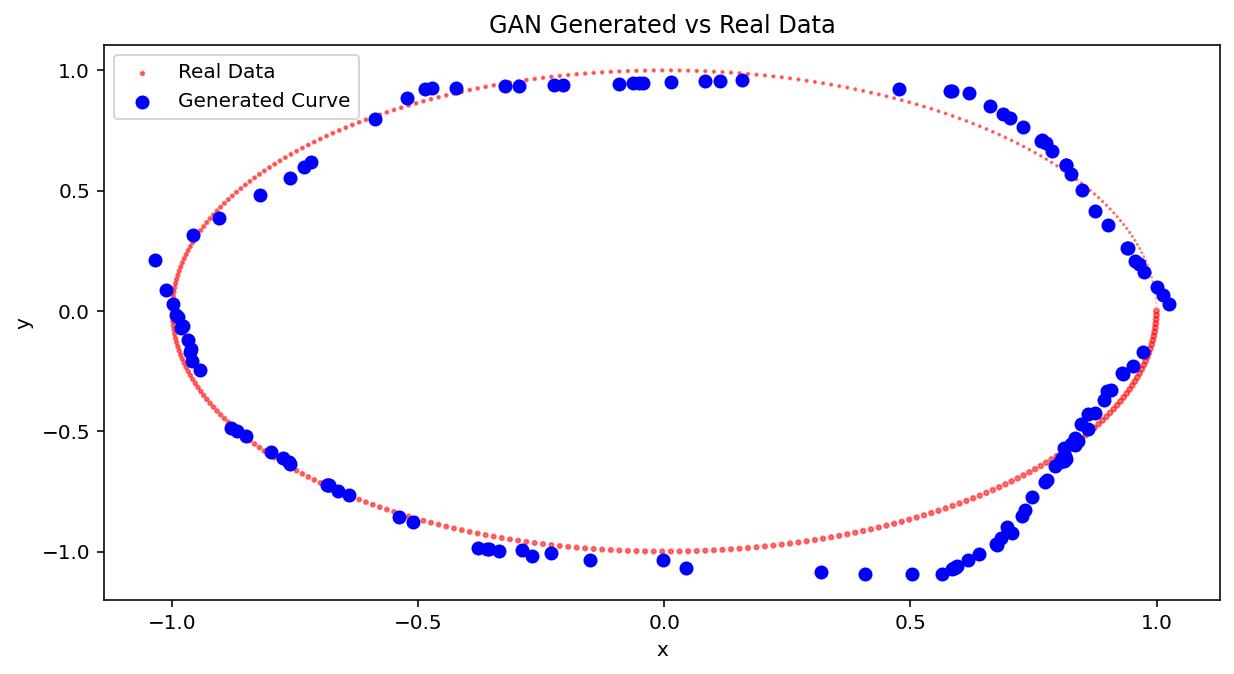 GAN Generated vs Real Data
Real Data
Generated Curve
1.0
0.5
0.0
−0.5
−1.0
y
−1.0 −0.5 0.0 0.5 1.0
x